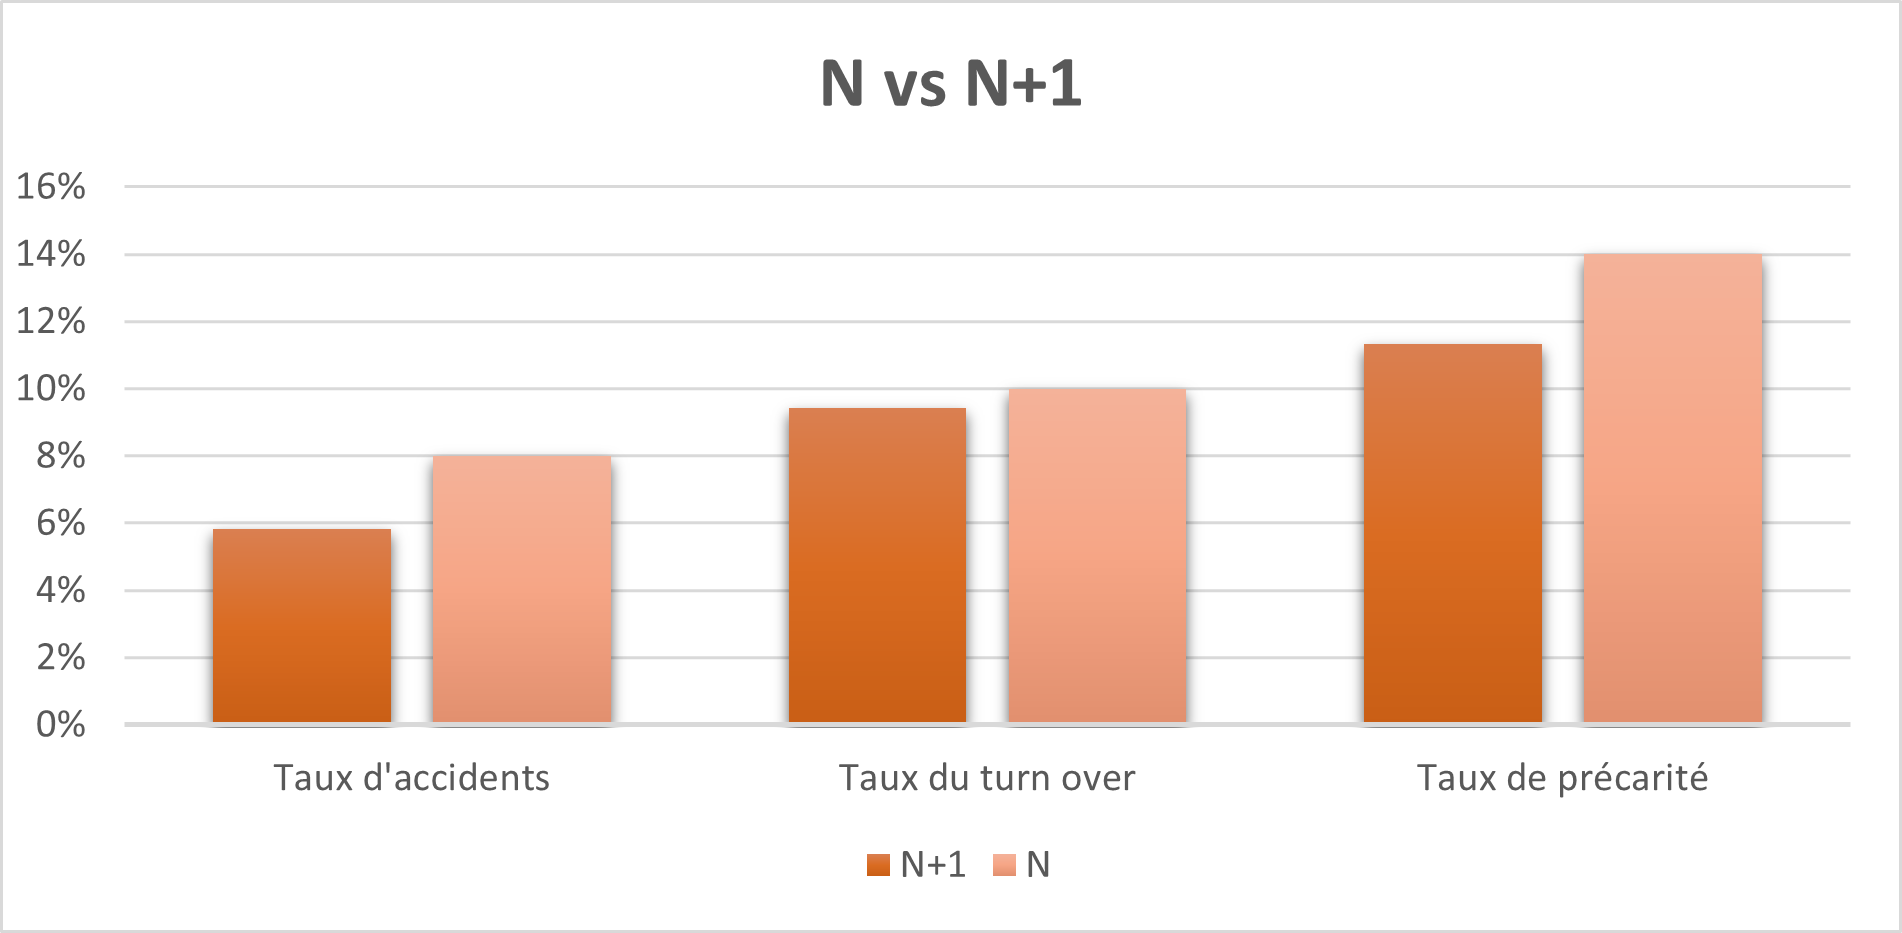 N vs N+1
16%
14%
12%
10%
8%
6%
4%
2%
0%
Taux d'accidents
Taux du turn over
Taux de précarité
N+1
N